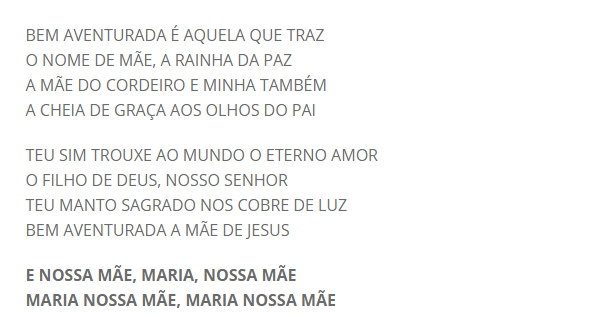 BEM AVENTURADA É AQUELA QUE TRAZ
O NOME DE MÃE, A RAINHA DA PAZ
A MÃE DO CORDEIRO E MINHA TAMBÉM
A CHEIA DE GRAÇA AOS OLHOS DO PAI
TEU SIM TROUXE AO MUNDO O ETERNO AMOR
O FILHO DE DEUS, NOSSO SENHOR
TEU MANTO SAGRADO NOS COBRE DE LUZ
BEM AVENTURADA A MÃE DE JESUS
E NOSSA MÃE, MARIA, NOSSA MÃE
MARIA NOSSA MÃE, MARIA NOSSA MÃE